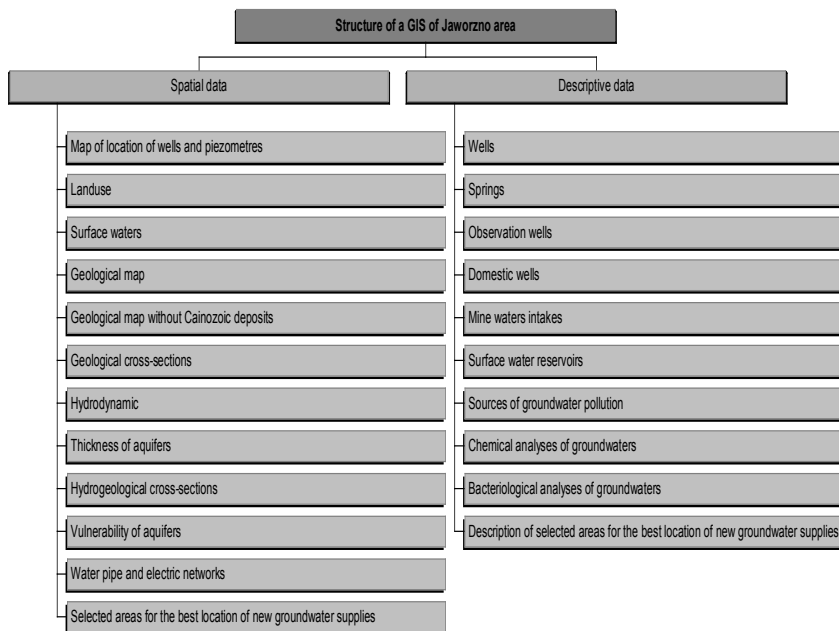 Structure of a GIS of Jaworzno area
Spatial data
Map of location of wells and piezometres
Landuse
Surface waters
Geological map
Geological map without Cainozoic deposits
Geological cross-sections
Hydrodynamic
Thickness of aquifers
Hydrogeological cross-sections
Vulnerability of aquifers
Water pipe and electric networks
Selected areas for the best location of new groundwater supplies
Descriptive data
Wells
Springs
Observation wells
Domestic wells
Mine waters intakes
Surface water reservoirs
Sources of groundwater pollution
Chemical analyses of groundwaters
Bacteriological analyses of groundwaters
Description of selected areas for the best location of new groundwater supplies